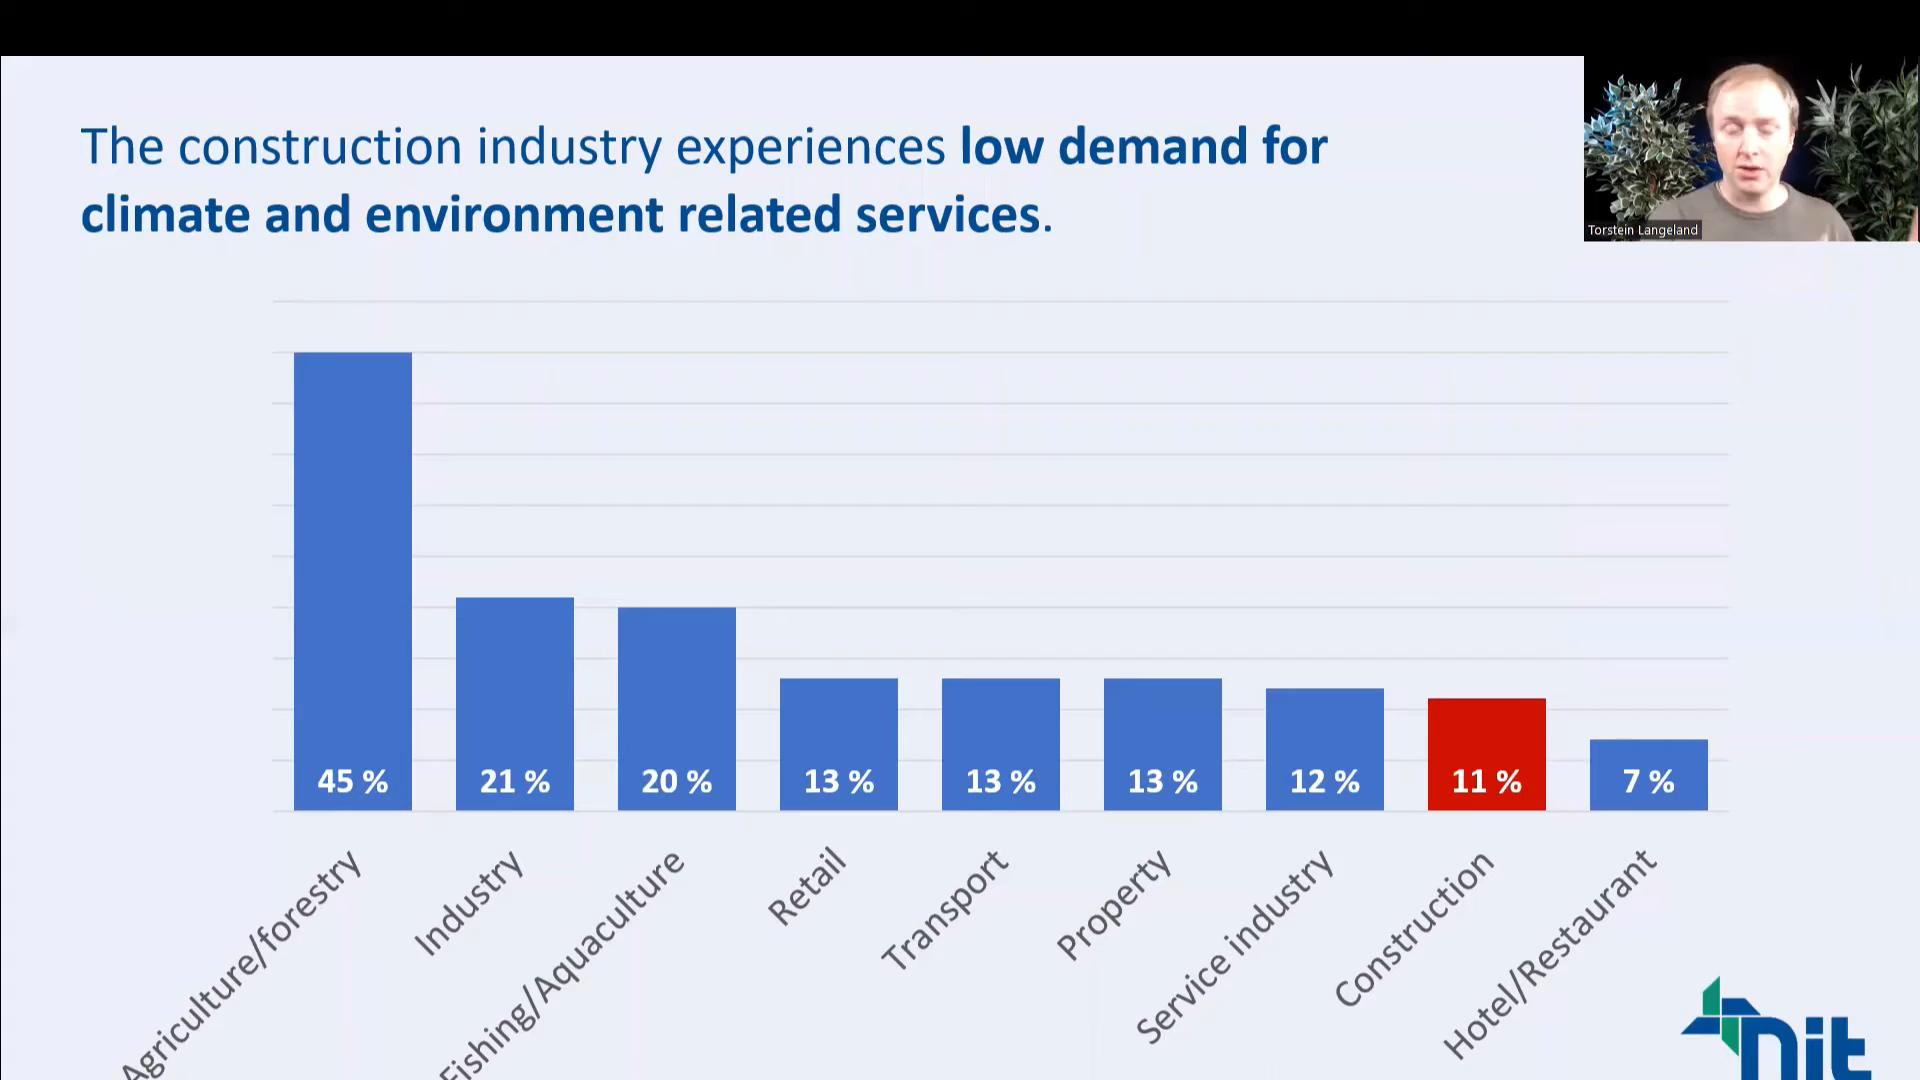 The construction industry experiences low demand for
climate and environment related services.
Torstein Langeland
45 %
21 %
20 %
13 %
13 %
13 %
12 %
11 %
7 %
Agriculture/forestry
Industry
Fishing/Aquaculture
Retail
Transport
Property
Service industry
Construction
Hotel/Restaurant
nit